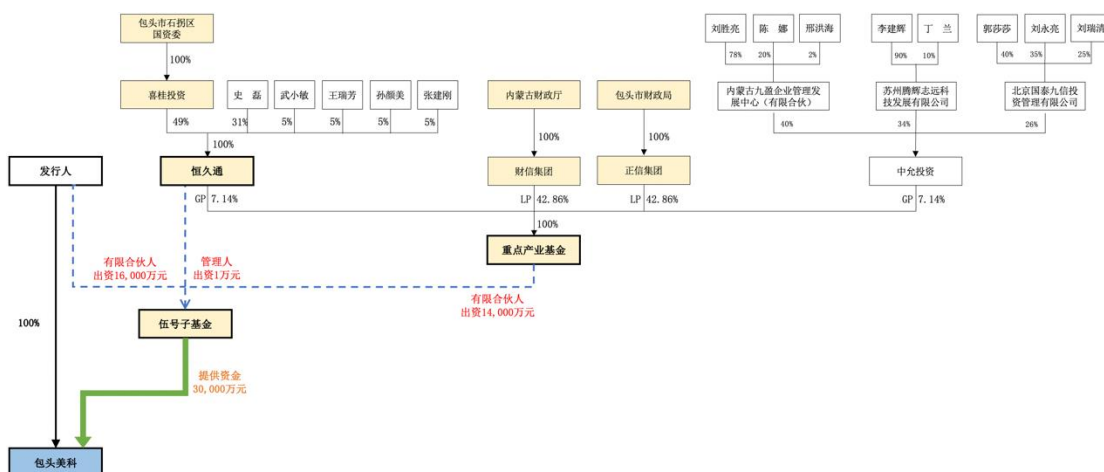 包头市石拐区
国资委
100%
刘胜亮
陈 娜
邢洪海
李建辉
丁 兰
郭莎莎
刘永亮
刘瑞清
78%
20%
2%
90%
10%
40%
35%
25%
喜桂投资
史 磊
武小敏
王瑞芳
孙颜美
张建刚
内蒙古财政厅
包头市财政局
内蒙古九盈企业管理发
展中心（有限合伙）
苏州腾辉志远科
技发展有限公司
北京国泰九信投
资管理有限公司
49%
31%
5%
5%
5%
5%
100%
100%
100%
40%
34%
26%
发行人
恒久通
财信集团
正信集团
中允投资
GP 7.14%
LP 42.86%
LP 42.86%
GP 7.14%
100%
重点产业基金
有限合伙人
出资16,000万元
管理人
出资1万元
有限合伙人
出资14,000万元
100%
伍号子基金
提供资金
30,000万元
包头美科